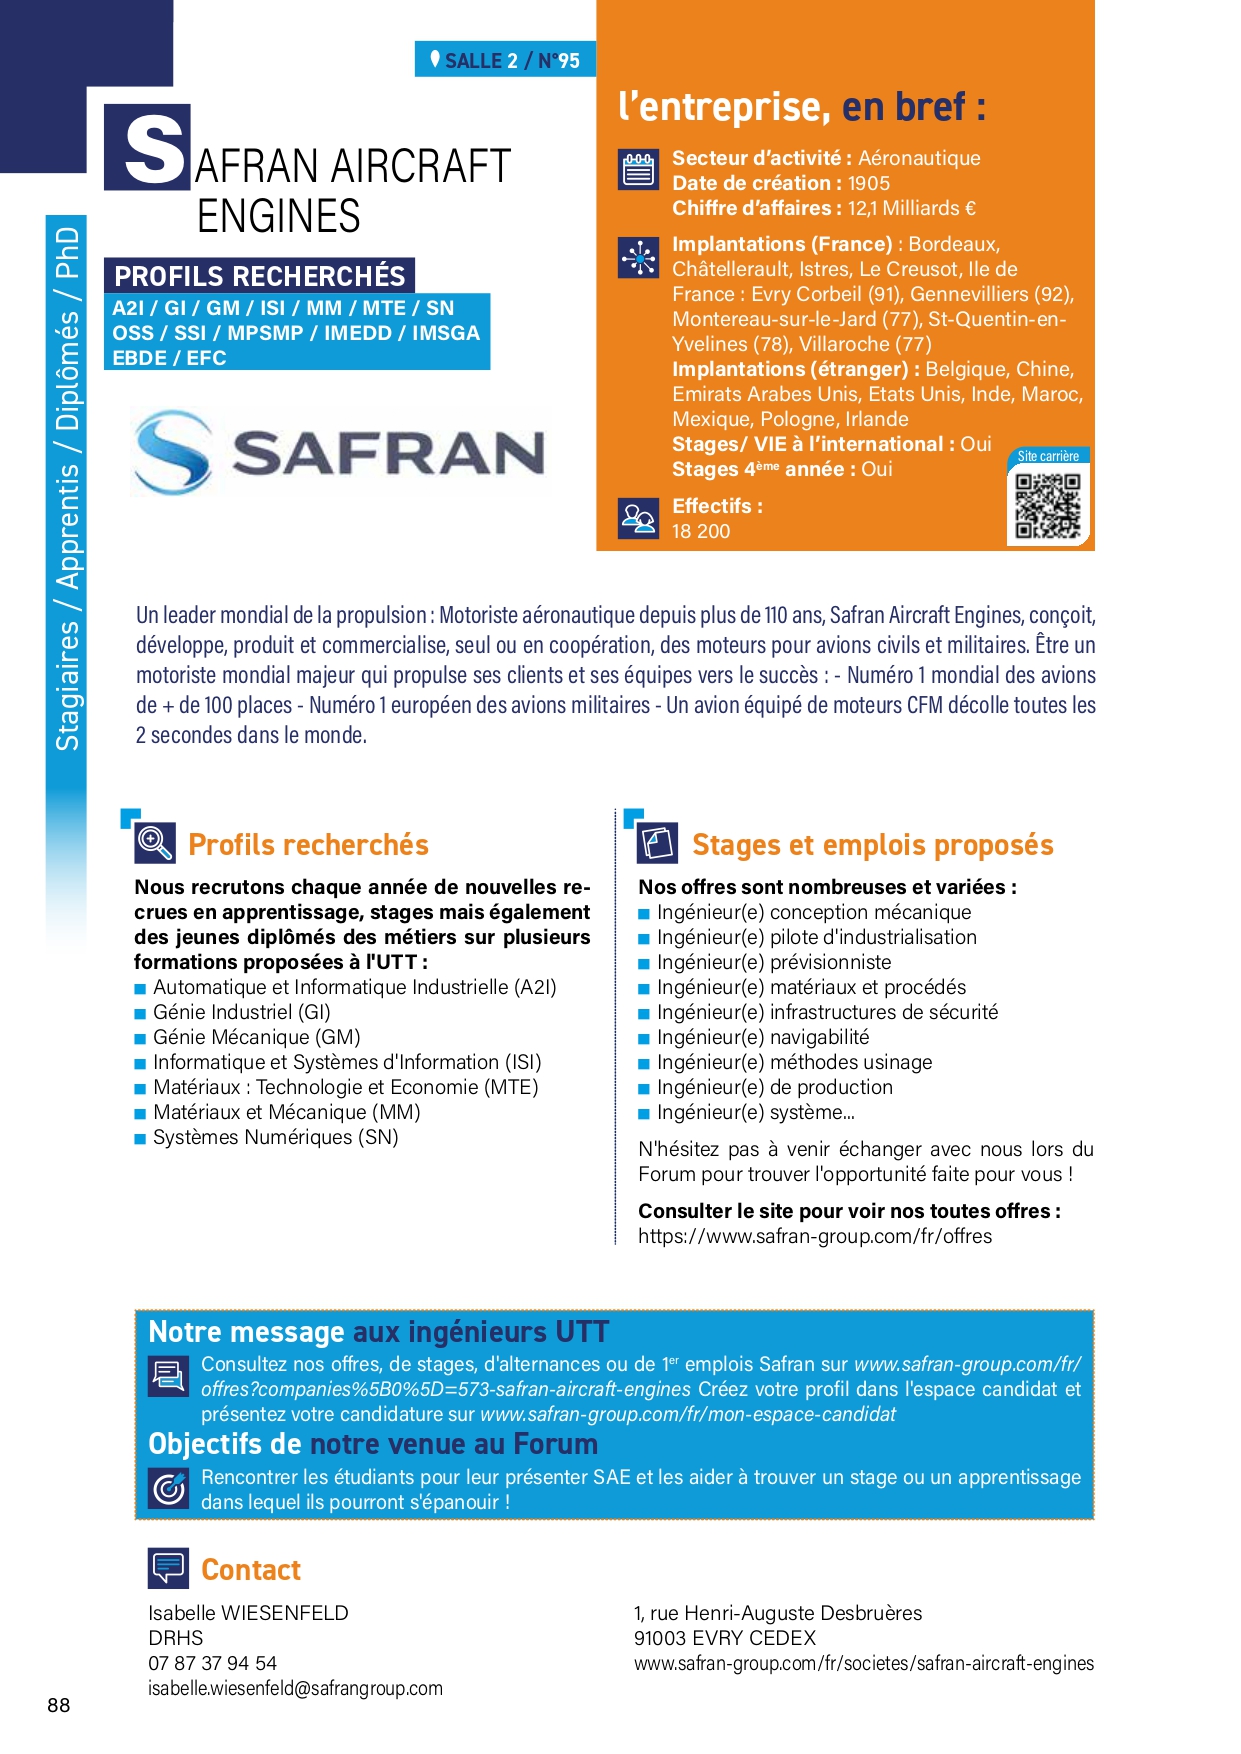 SALLE 2 / N°95
SAFRAN AIRCRAFT
ENGINES
PROFILS RECHERCHÉS
A2I / GI / GM / ISI / MM / MTE / SN
OSS / SSI / MPSMP / IMEDD / IMSGA
EBDE / EFC
SAFRAN
Stagiaires / Apprentis / Diplômés / PhD
l'entreprise, en bref :
Secteur d'activité : Aéronautique
Date de création : 1905
Chiffre d'affaires : 12,1 Milliards €
Implantations (France) : Bordeaux,
Châtellerault, Istres, Le Creusot, Ile de
France : Evry Corbeil (91), Gennevilliers (92),
Montereau-sur-le-Jard (77), St-Quentin-en-
Yvelines (78), Villaroche (77)
Implantations (étranger) : Belgique, Chine,
Emirats Arabes Unis, Etats Unis, Inde, Maroc,
Mexique, Pologne, Irlande
Stages/ VIE à l'international : Oui
Stages 4ème année : Oui
Site carrière
Effectifs :
18 200
Un leader mondial de la propulsion : Motoriste aéronautique depuis plus de 110 ans, Safran Aircraft Engines, conçoit,
développe, produit et commercialise, seul ou en coopération, des moteurs pour avions civils et militaires. Être un
motoriste mondial majeur qui propulse ses clients et ses équipes vers le succès : - Numéro 1 mondial des avions
de + de 100 places - Numéro 1 européen des avions militaires - Un avion équipé de moteurs CFM décolle toutes les
2 secondes dans le monde.
Profils recherchés
Nous recrutons chaque année de nouvelles re-
crues en apprentissage, stages mais également
des jeunes diplômés des métiers sur plusieurs
formations proposées à l'UTT :
Automatique et Informatique Industrielle (A2I)
Génie Industriel (GI)
Génie Mécanique (GM)
Informatique et Systèmes d'Information (ISI)
Matériaux : Technologie et Economie (MTE)
Matériaux et Mécanique (MM)
Systèmes Numériques (SN)
Stages et emplois proposés
Nos offres sont nombreuses et variées :
Ingénieur(e) conception mécanique
Ingénieur(e) pilote d'industrialisation
Ingénieur(e) prévisionniste
Ingénieur(e) matériaux et procédés
Ingénieur(e) infrastructures de sécurité
Ingénieur(e) navigabilité
Ingénieur(e) méthodes usinage
Ingénieur(e) de production
Ingénieur(e) système...
N'hésitez pas à venir échanger avec nous lors du
Forum pour trouver l'opportunité faite pour vous !
Consulter le site pour voir nos toutes offres :
https://www.safran-group.com/fr/offres
Notre message aux ingénieurs UTT
Consultez nos offres, de stages, d'alternances ou de 1er emplois Safran sur www.safran-group.com/fr/
offres?companies%5B0%5D=573-safran-aircraft-engines Créez votre profil dans l'espace candidat et
présentez votre candidature sur www.safran-group.com/fr/mon-espace-candidat
Objectifs de notre venue au Forum
Rencontrer les étudiants pour leur présenter SAE et les aider à trouver un stage ou un apprentissage
dans lequel ils pourront s'épanouir !
Contact
Isabelle WIESENFELD
DRHS
07 87 37 94 54
isabelle.wiesenfeld@safrangroup.com
1, rue Henri-Auguste Desbruères
91003 EVRY CEDEX
www.safran-group.com/fr/societes/safran-aircraft-engines
88